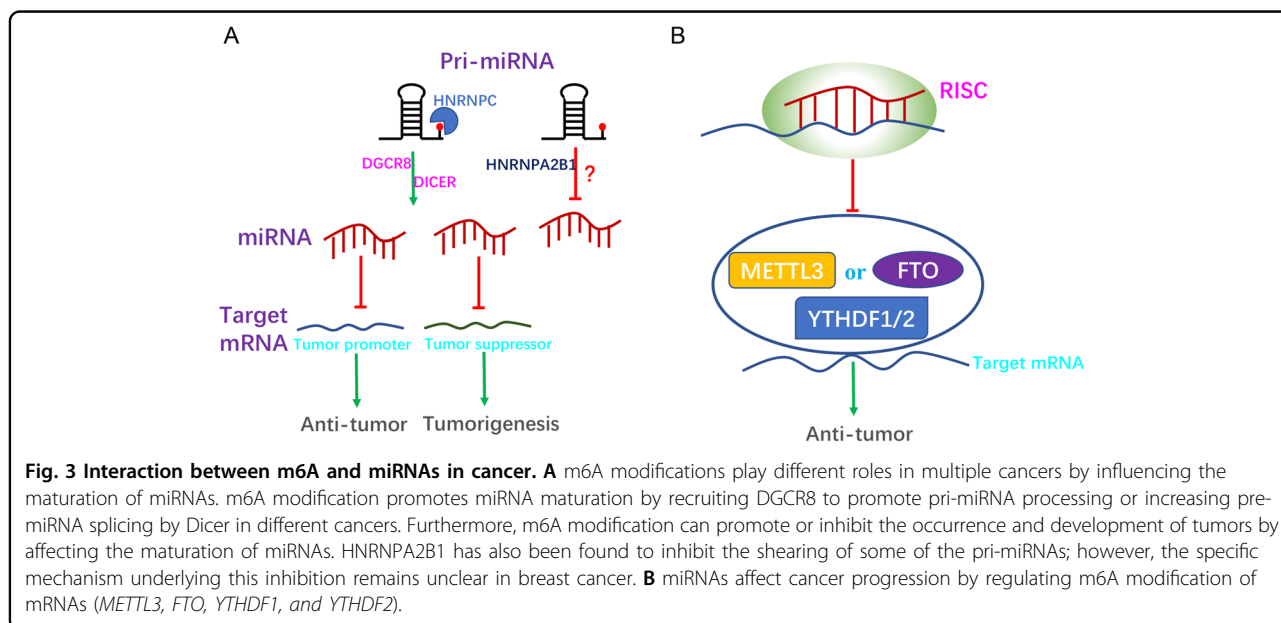 A
Pri-miRNA
HNRNPC
DGCR8
DICER
HNRNPA2B1
?
miRNA
Target
mRNA
Tumor promoter
Tumor suppressor
Anti-tumor
Tumorigenesis
B
RISC
METTL3
or
FTO
YTHDF1/2
Target mRNA
Anti-tumor
Fig. 3 Interaction between m6A and miRNAs in cancer. A m6A modifications play different roles in multiple cancers by influencing the
maturation of miRNAs. m6A modification promotes miRNA maturation by recruiting DGCR8 to promote pri-miRNA processing or increasing pre-
miRNA splicing by Dicer in different cancers. Furthermore, m6A modification can promote or inhibit the occurrence and development of tumors by
affecting the maturation of miRNAs. HNRNPA2B1 has also been found to inhibit the shearing of some of the pri-miRNAs; however, the specific
mechanism underlying this inhibition remains unclear in breast cancer. B miRNAs affect cancer progression by regulating m6A modification of
mRNAs (METTL3, FTO, YTHDF1, and YTHDF2).